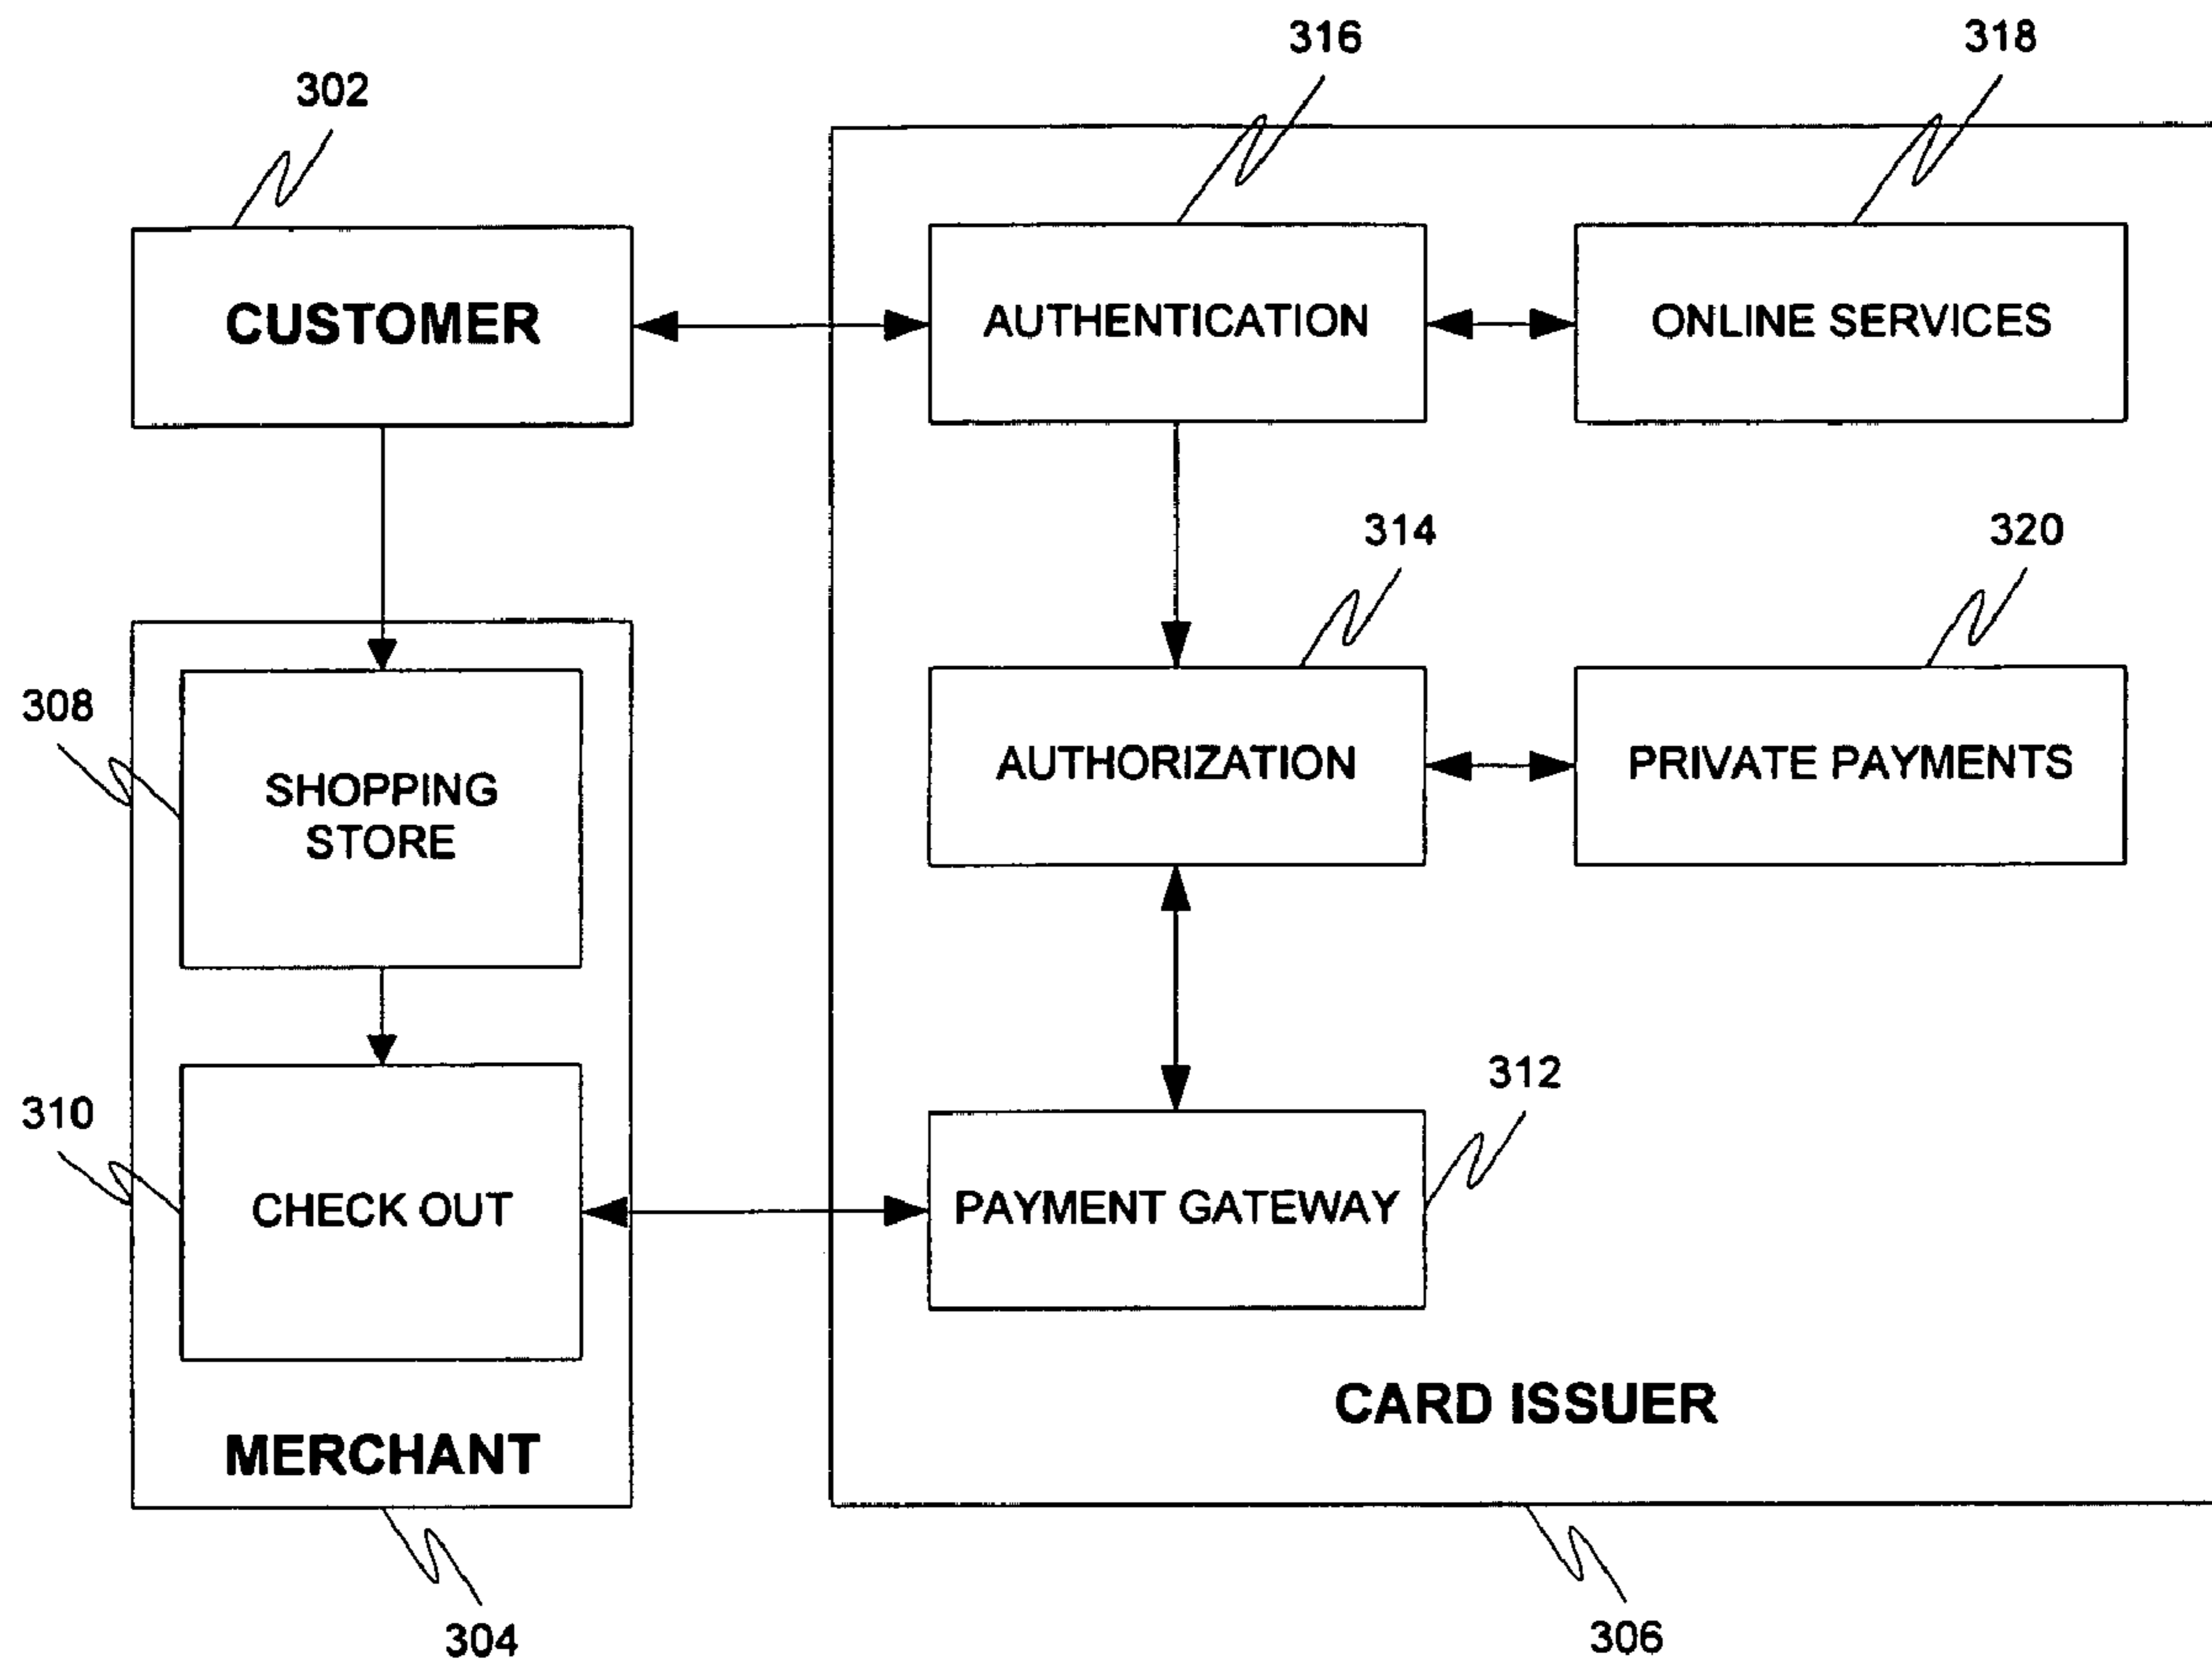 316
318
302
CUSTOMER
AUTHENTICATION
ONLINE SERVICES
314
320
308
SHOPPING
STORE
AUTHORIZATION
PRIVATE PAYMENTS
312
310
CHECK OUT
PAYMENT GATEWAY
CARD ISSUER
MERCHANT
304
306